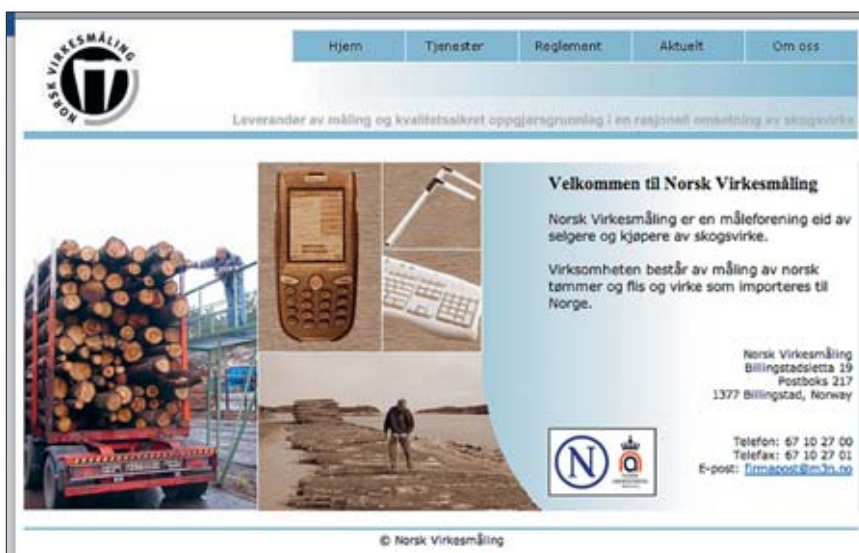 NORSK VIRKESMÅLING
Hjem Tjenester Reglement Aktuelt Om oss
Leverandør av måling og kvalitetssikret oppgjørsgrunnlag i en rasjonell omsetning av skogsvirke
Velkommen til Norsk Virkesmåling
Norsk Virkesmåling er en måleforening eid av
selgere og kjøpere av skogsvirke.
Virksomheten består av måling av norsk
tømmer og flis og virke som importeres til
Norge.
Norsk Virkesmåling
Billingstadsletta 19
Postboks 217
1377 Billingstad, Norway
N
Telefon: 67 10 27 00
Telefax: 67 10 27 01
E-post: firmapost@m3n.no
© Norsk Virkesmåling